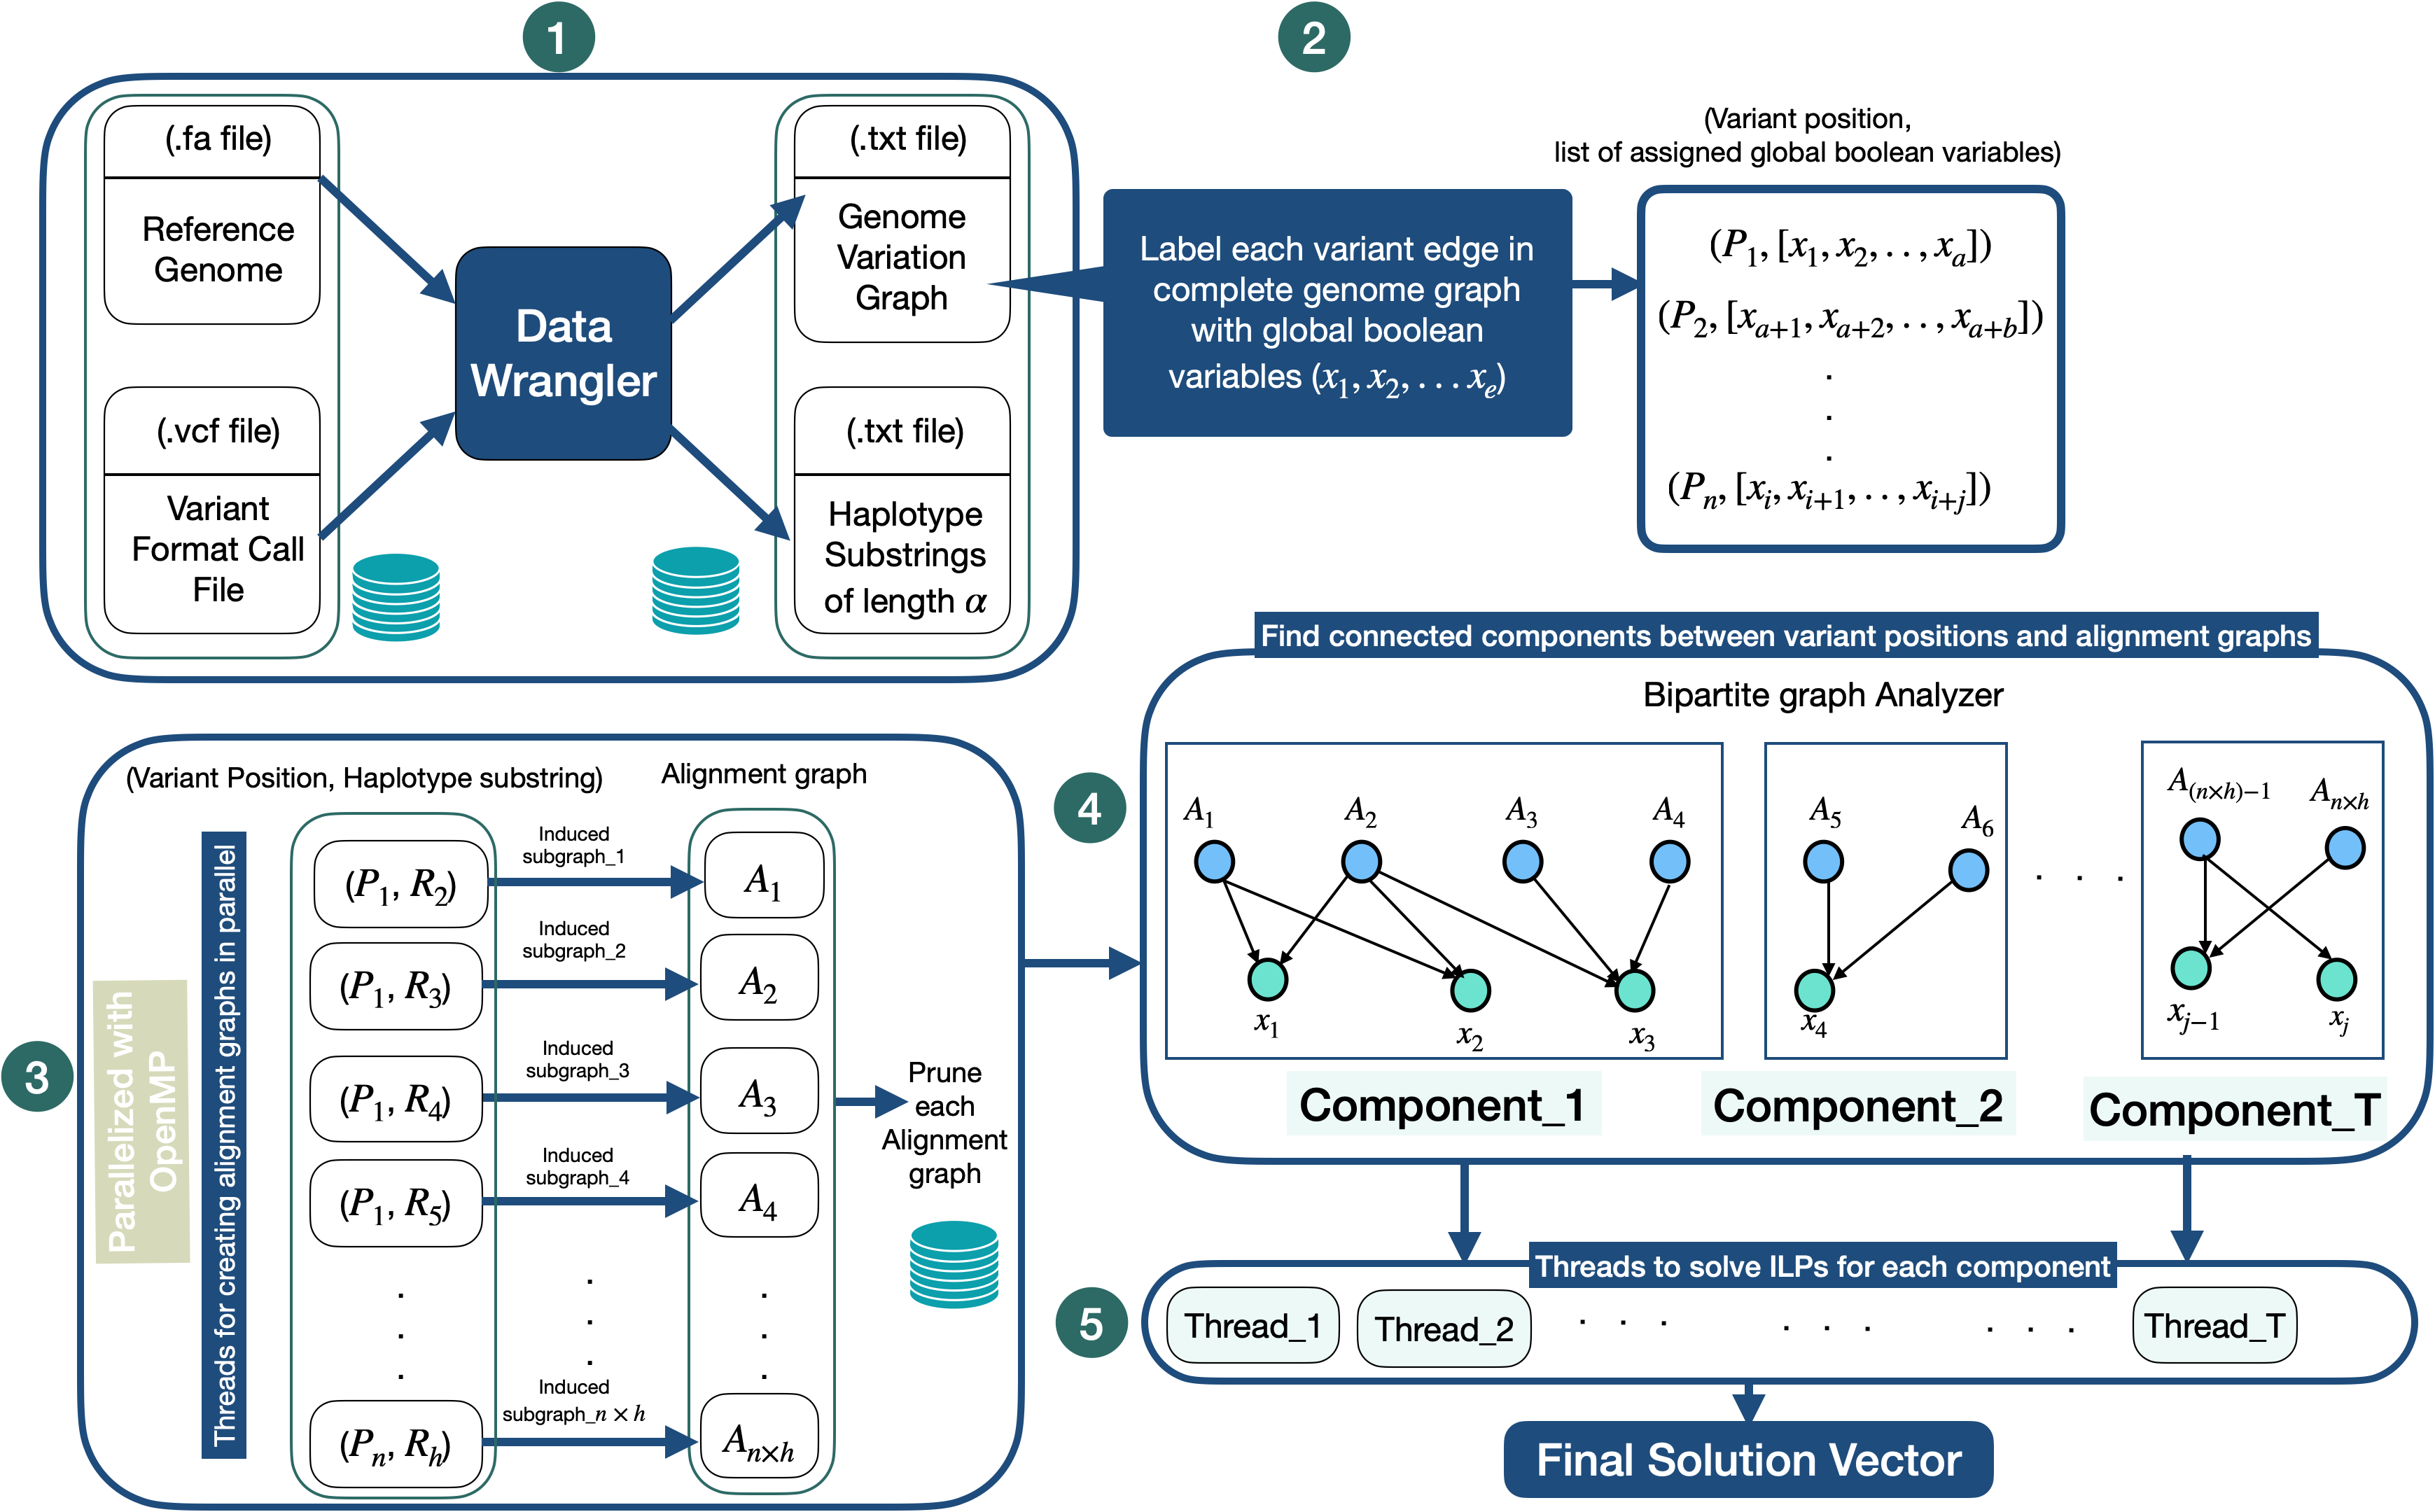 1
(.fa file)
Reference
Genome
(.vcf file)
Variant
Format Call
File
Data
Wrangler
(.txt file)
Genome
Variation
Graph
(.txt file)
Haplotype
Substrings
of length α
2
Label each variant edge in
complete genome graph
with global boolean
variables (x₁, x₂, . . . xₑ)
(Variant position,
list of assigned global boolean variables)
(P₁, [x₁, x₂, . . , xₐ])
(P₂, [xₐ₊₁, xₐ₊₂, . . , x_{a+b}])
.
.
.
(Pₙ, [xᵢ, xᵢ₊₁, . . , xᵢ₊ⱼ])
3
Parallelized with
OpenMP
Threads for creating alignment graphs in parallel
(Variant Position, Haplotype substring)
Alignment graph
(P₁, R₂)
Induced
subgraph_1
A₁
(P₁, R₃)
Induced
subgraph_2
A₂
(P₁, R₄)
Induced
subgraph_3
A₃
(P₁, R₅)
Induced
subgraph_4
A₄
. . .
. . .
. . .
(Pₙ, Rₕ)
Induced
subgraph_n × h
A_{n×h}
Prune
each
Alignment
graph
4
Find connected components between variant positions and alignment graphs
Bipartite graph Analyzer
A₁ A₂ A₃ A₄
x₁ x₂ x₃
Component_1
A₅ A₆
x₄
Component_2
. . .
A_{(n×h)−1} A_{n×h}
x_{j−1} xⱼ
Component_T
5
Threads to solve ILPs for each component
Thread_1 Thread_2 . . . . . . . . . Thread_T
Final Solution Vector